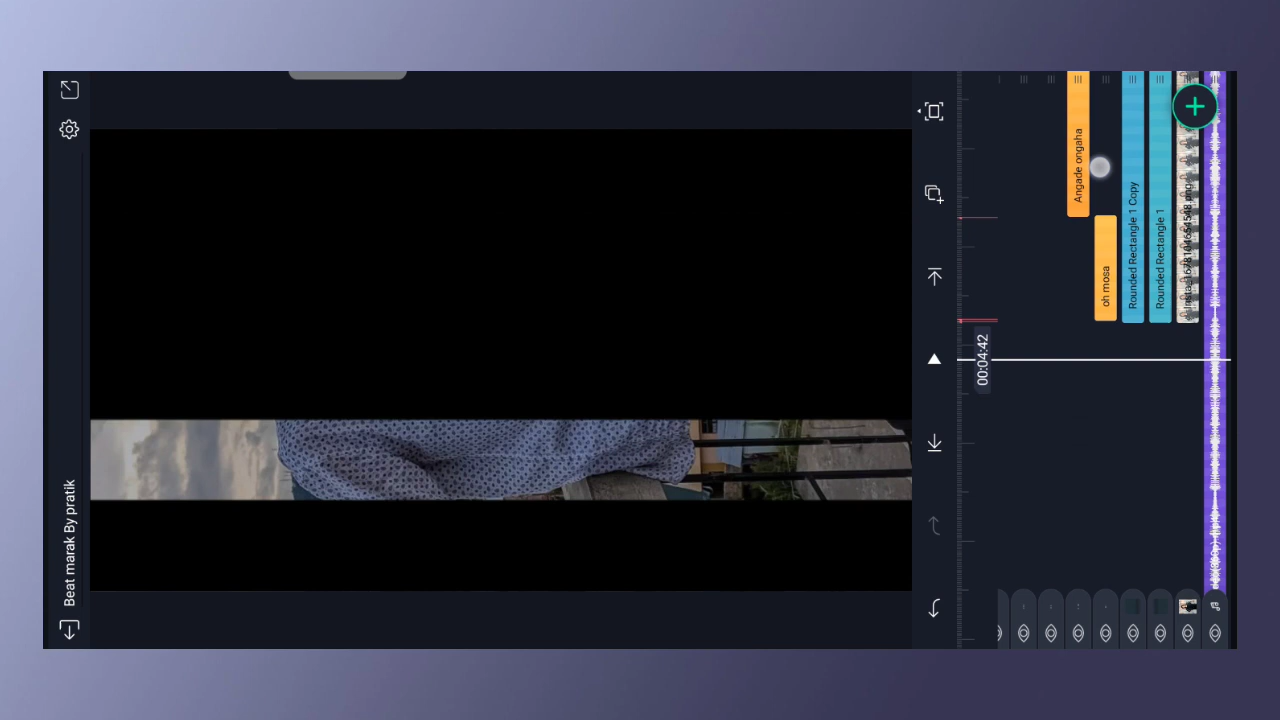 Beat marak By pratik
00:04:42
Angade ongaha
oh mosa
Rounded Rectangle 1 Copy
Rounded Rectangle 1